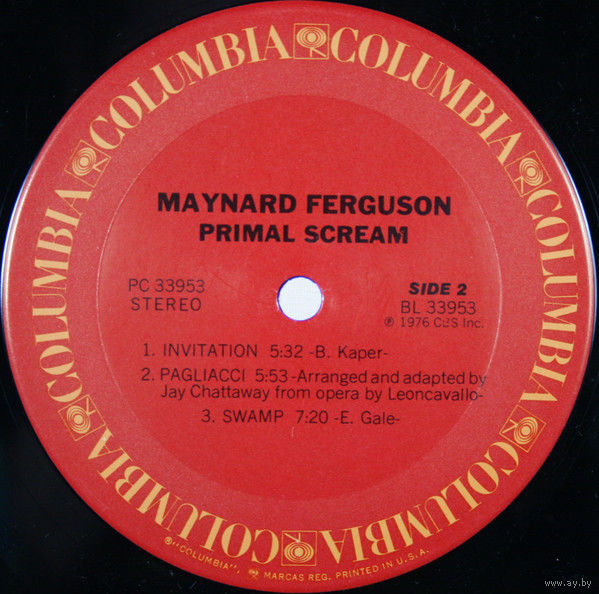 COLUMBIA COLUMBIA COLUMBIA COLUMBIA COLUMBIA COLUMBIA COLUMBIA COLUMBIA
MAYNARD FERGUSON
PRIMAL SCREAM
PC 33953
STEREO
SIDE 2
BL 33953
℗ 1976 CBS Inc.
1. INVITATION 5:32 -B. Kaper-
2. PAGLIACCI 5:53 -Arranged and adapted by
Jay Chattaway from opera by Leoncavallo-
3. SWAMP 7:20 -E. Gale-
®"COLUMBIA", MARCAS REG. PRINTED IN U.S.A.
www.ay.by